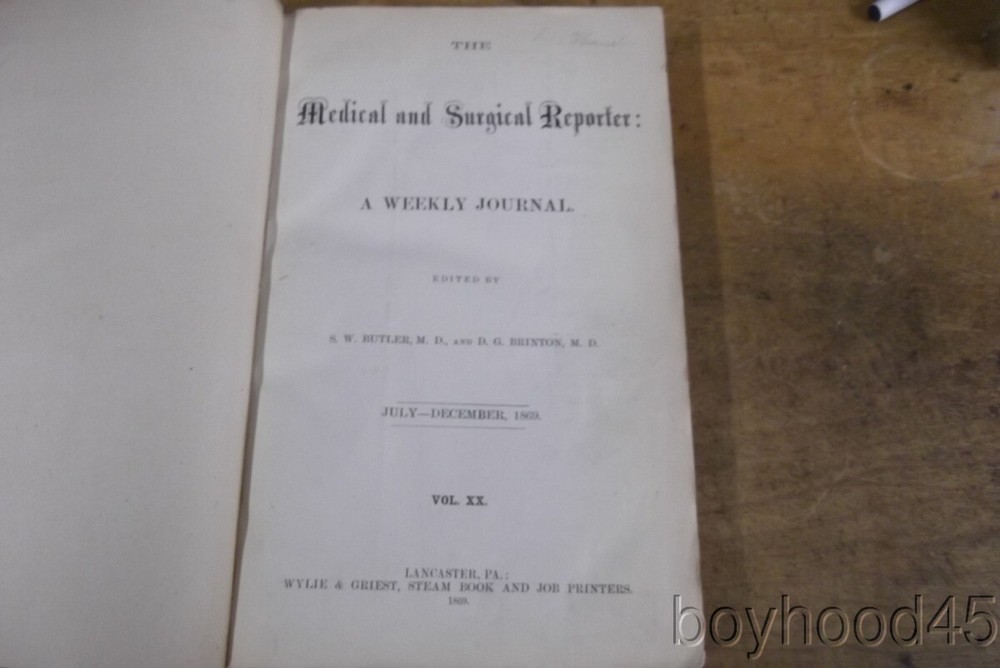 THE
Medical and Surgical Reporter:
A WEEKLY JOURNAL.
EDITED BY
S. W. BUTLER, M. D., AND D. G. BRINTON, M. D.
JULY—DECEMBER, 1869.
VOL. XX.
LANCASTER, PA.:
WYLIE & GRIEST, STEAM BOOK AND JOB PRINTERS.
1869.
boyhood45